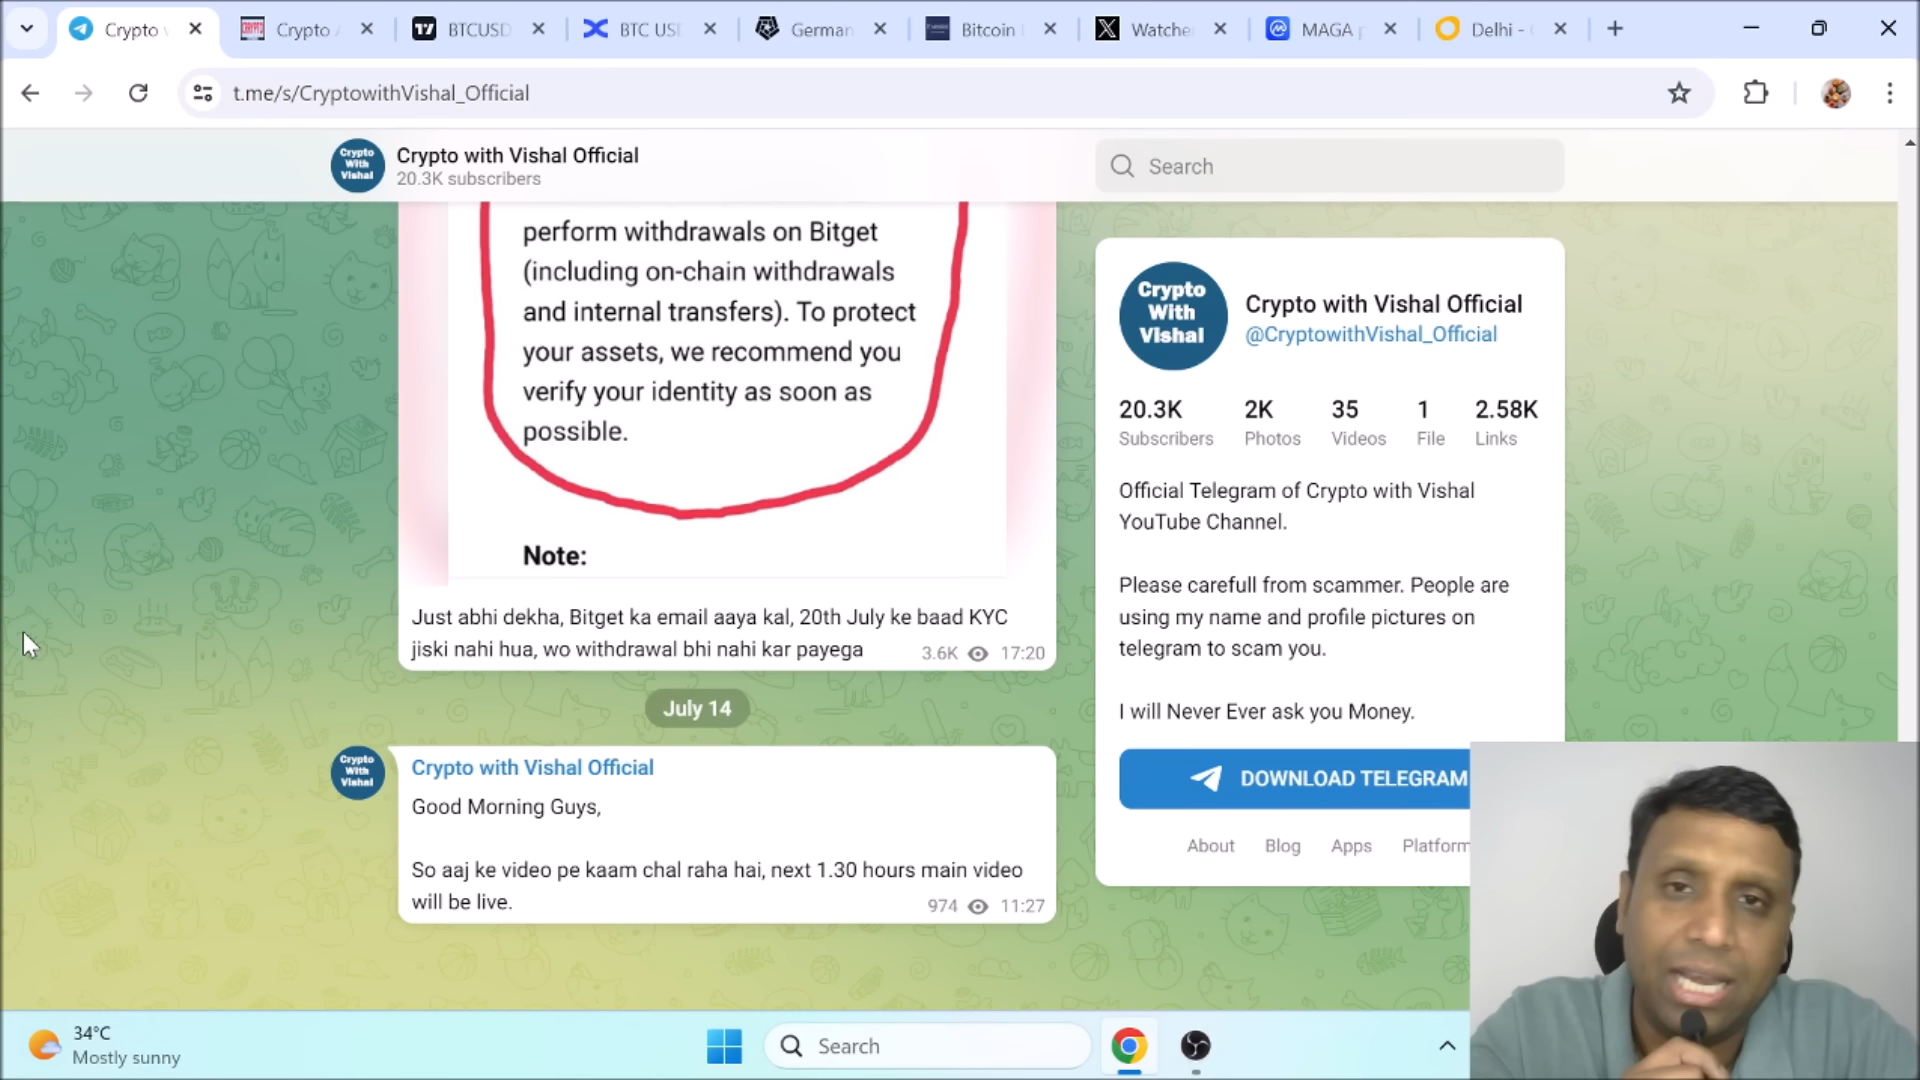 Crypto
Crypto
BTCUSD
BTC US
German
Bitcoin
Watche
MAGA p
Delhi -
t.me/s/CryptowithVishal_Official
Crypto
With
Vishal
Crypto with Vishal Official
20.3K subscribers
Search
perform withdrawals on Bitget
(including on-chain withdrawals
and internal transfers). To protect
your assets, we recommend you
verify your identity as soon as
possible.
Note:
Just abhi dekha, Bitget ka email aaya kal, 20th July ke baad KYC
jiski nahi hua, wo withdrawal bhi nahi kar payega
3.6K 17:20
July 14
Crypto
With
Vishal
Crypto with Vishal Official
Good Morning Guys,
So aaj ke video pe kaam chal raha hai, next 1.30 hours main video
will be live.
974 11:27
Crypto
With
Vishal
Crypto with Vishal Official
@CryptowithVishal_Official
20.3K 2K 35 1 2.58K
Subscribers Photos Videos File Links
Official Telegram of Crypto with Vishal
YouTube Channel.
Please carefull from scammer. People are
using my name and profile pictures on
telegram to scam you.
I will Never Ever ask you Money.
DOWNLOAD TELEGRAM
About Blog Apps Platform
34°C
Mostly sunny
Search